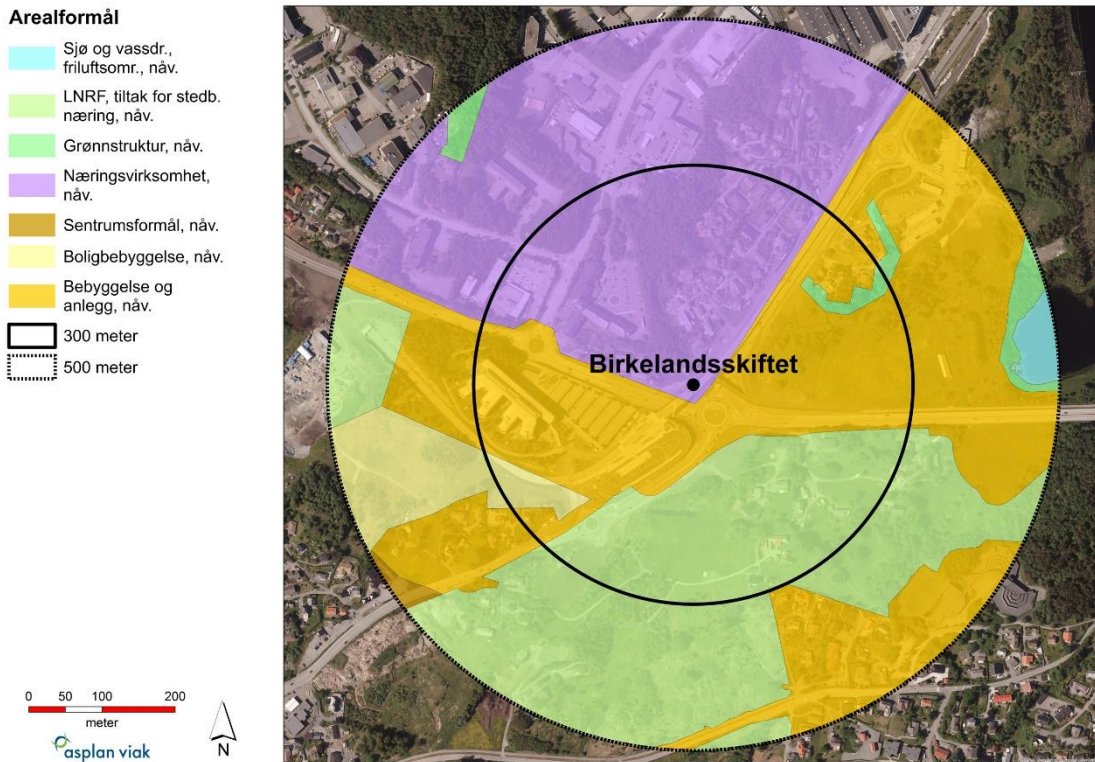 Arealformål
Sjø og vassdr.,
friluftsomr., nåv.
LNRF, tiltak for stedb.
næring, nåv.
Grønnstruktur, nåv.
Næringsvirksomhet,
nåv.
Sentrumsformål, nåv.
Boligbebyggelse, nåv.
Bebyggelse og
anlegg, nåv.
300 meter
500 meter
Birkelandsskiftet
0 50 100 200
meter
asplan viak
N